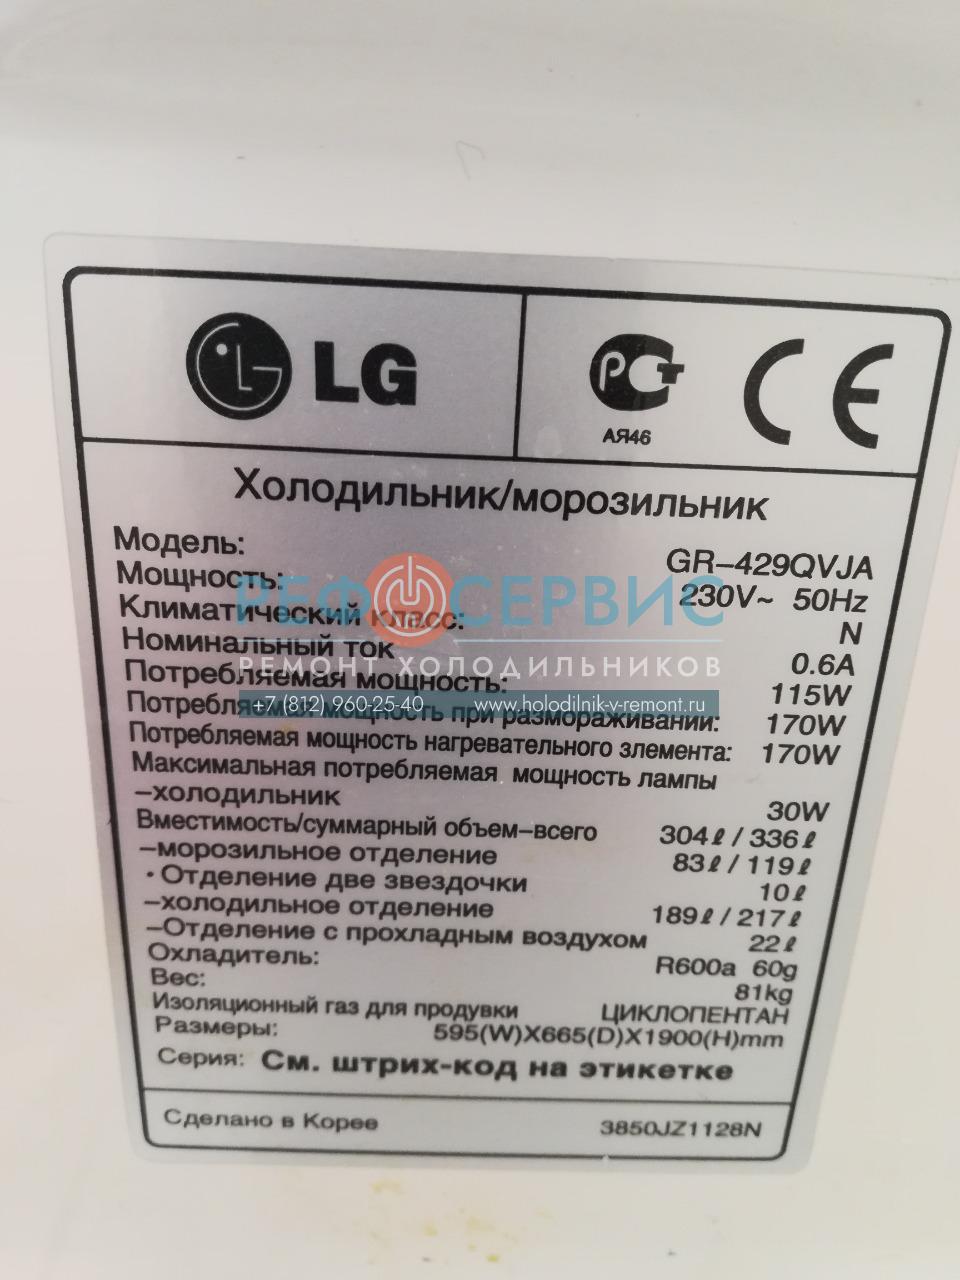 LG
РСТ
АЯ46
CE
Холодильник/морозильник
Модель: GR-429QVJA
Мощность: 230V~ 50Hz
Климатический класс: N
Номинальный ток 0.6A
Потребляемая мощность: 115W
Потребляемая мощность при размораживании: 170W
Потребляемая мощность нагревательного злемента: 170W
Максимальная потребляемая мощность лампы
-холодильник 30W
Вместимость/суммарный объем-всего 304ℓ/336ℓ
-морозильное отделение 83ℓ/119ℓ
·Отделение две звездочки 10ℓ
-холодильное отделение 189ℓ/217ℓ
-Отделение с прохладным воздухом 22ℓ
Охладитель: R600a 60g
Вес: 81kg
Изоляционный газ для продувки ЦИКЛОПЕНТАН
Размеры: 595(W)X665(D)X1900(H)mm
Серия: См. штрих-код на этикетке
Сделано в Корее 3850JZ1128N
РЕФОСЕРВИС
РЕМОНТ ХОЛОДИЛЬНИКОВ
+7 (812) 960-25-40 www.holodilnik-v-remont.ru